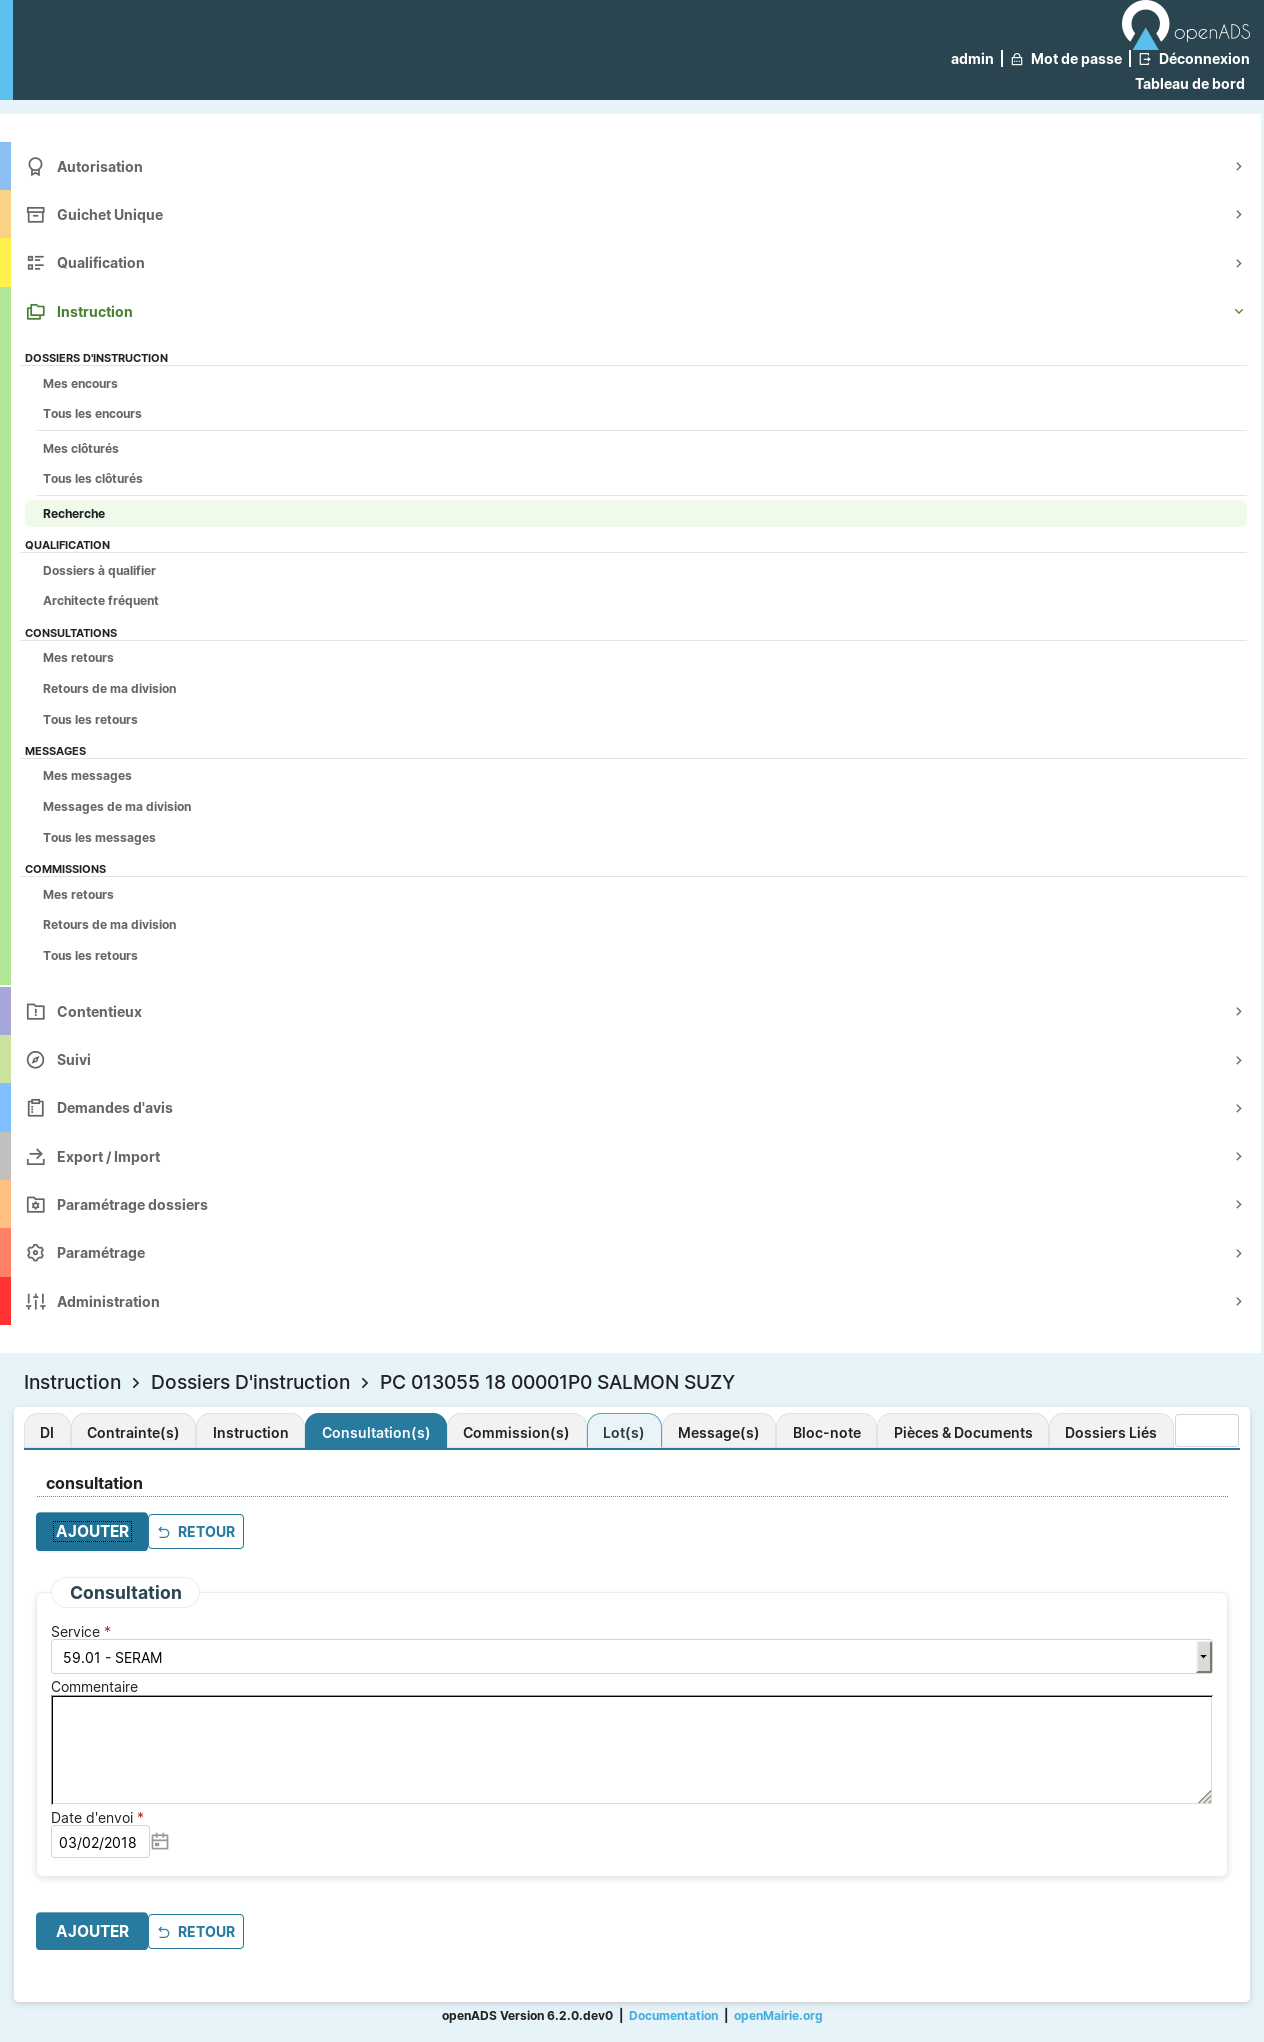 openADS
admin | Mot de passe | Déconnexion
Tableau de bord
Autorisation
Guichet Unique
Qualification
Instruction
DOSSIERS D'INSTRUCTION
Mes encours
Tous les encours
Mes clôturés
Tous les clôturés
Recherche
QUALIFICATION
Dossiers à qualifier
Architecte fréquent
CONSULTATIONS
Mes retours
Retours de ma division
Tous les retours
MESSAGES
Mes messages
Messages de ma division
Tous les messages
COMMISSIONS
Mes retours
Retours de ma division
Tous les retours
Contentieux
Suivi
Demandes d'avis
Export / Import
Paramétrage dossiers
Paramétrage
Administration
Instruction > Dossiers D'instruction > PC 013055 18 00001P0 SALMON SUZY
DI Contrainte(s) Instruction Consultation(s) Commission(s) Lot(s) Message(s) Bloc-note Pièces & Documents Dossiers Liés
consultation
AJOUTER RETOUR
Consultation
Service *
59.01 - SERAM
Commentaire
Date d'envoi *
03/02/2018
AJOUTER RETOUR
openADS Version 6.2.0.dev0 | Documentation | openMairie.org